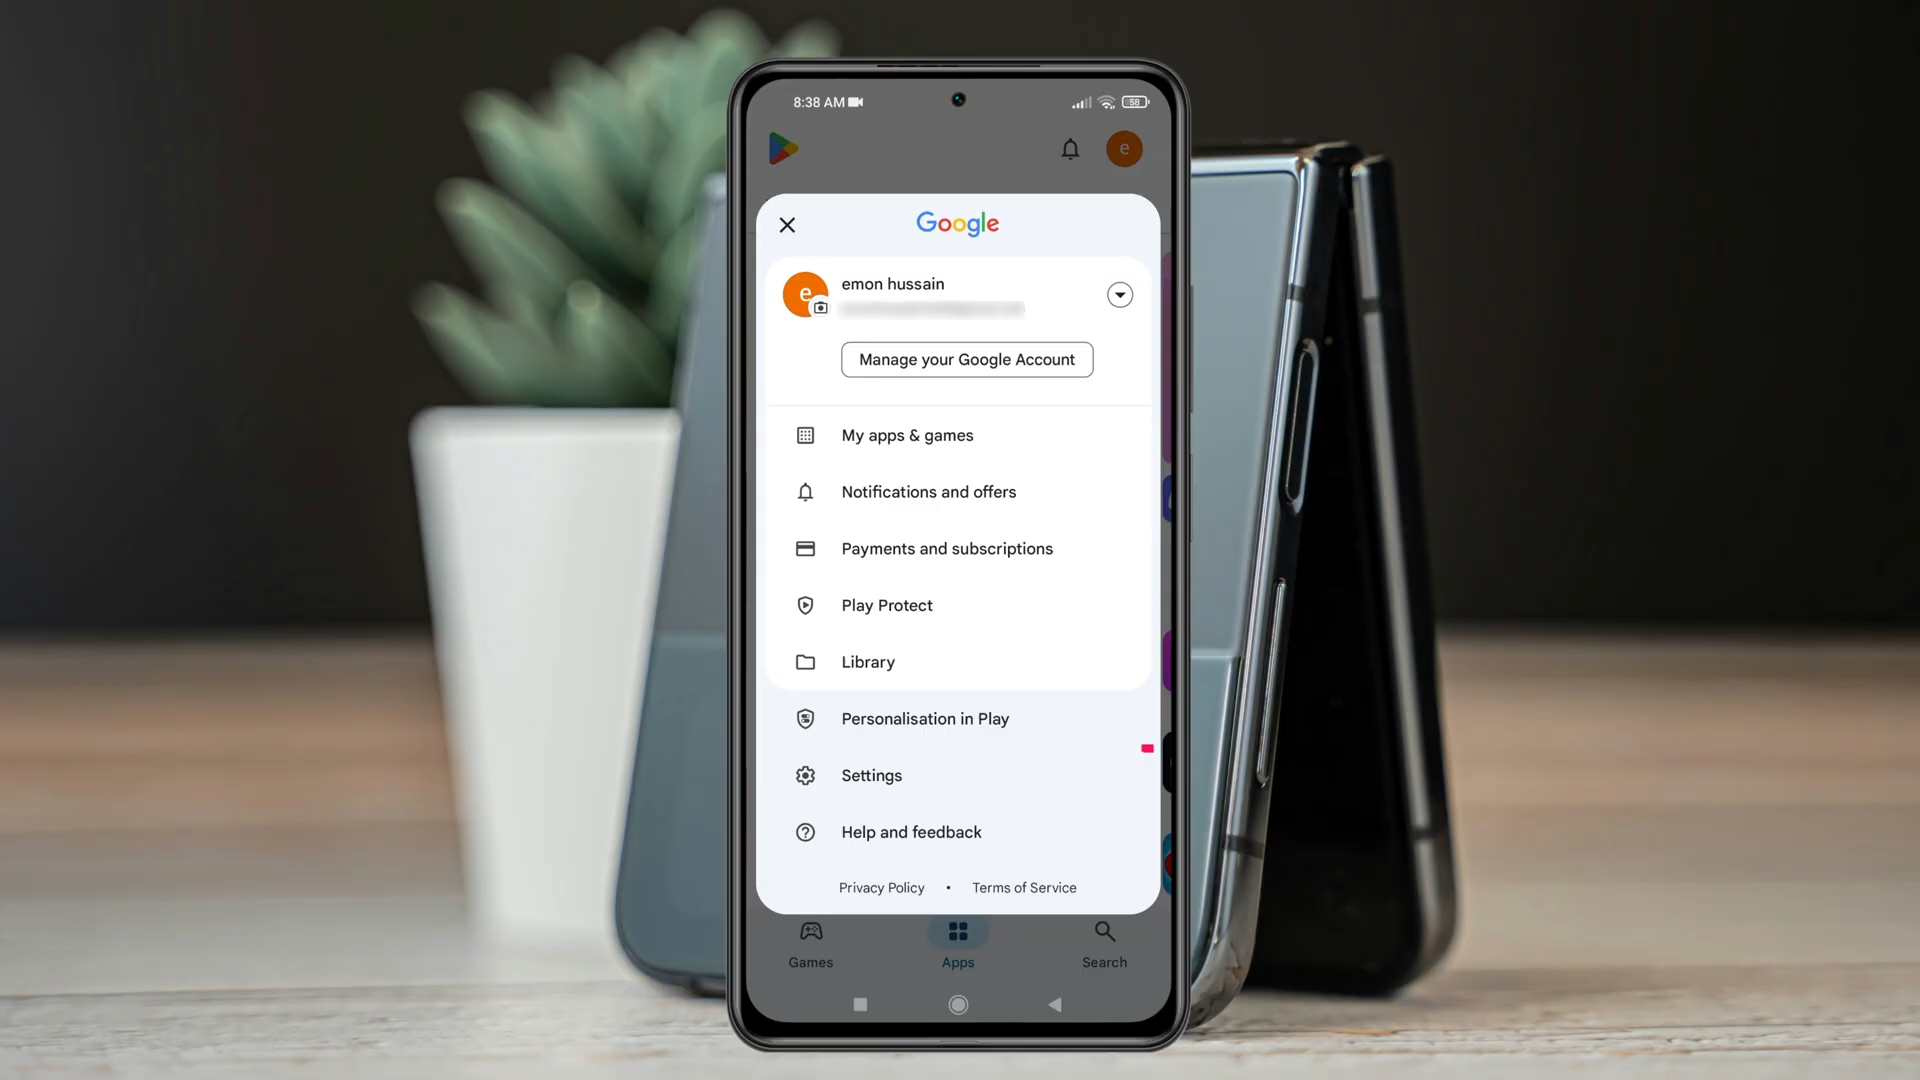 8:38 AM
58
e
Google
e
emon hussain
Manage your Google Account
My apps & games
Notifications and offers
Payments and subscriptions
Play Protect
Library
Personalisation in Play
Settings
Help and feedback
Privacy Policy • Terms of Service
Games
Apps
Search